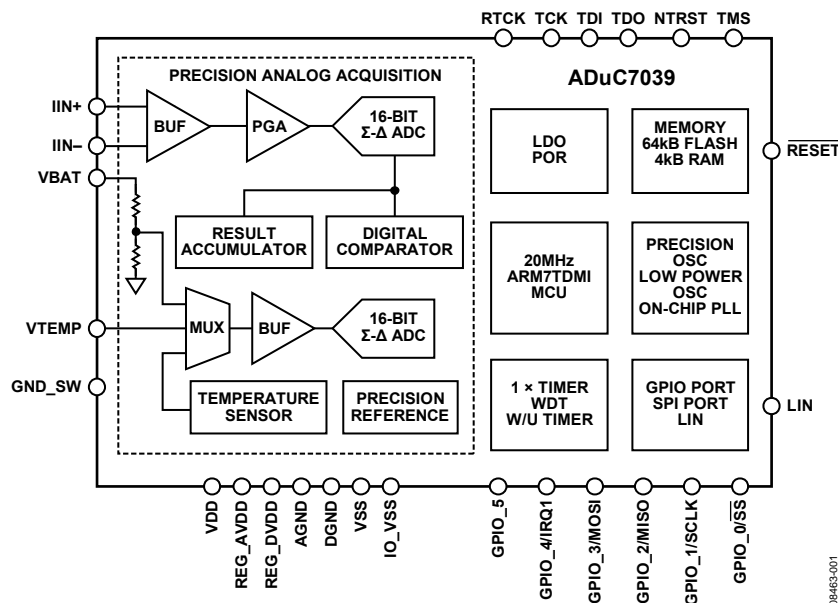 RTCK TCK TDI TDO NTRST TMS
PRECISION ANALOG ACQUISITION
ADuC7039
IIN+
IIN–
VBAT
VTEMP
GND_SW
BUF
PGA
16-BIT
Σ-Δ ADC
RESULT
ACCUMULATOR
DIGITAL
COMPARATOR
MUX
BUF
16-BIT
Σ-Δ ADC
TEMPERATURE
SENSOR
PRECISION
REFERENCE
LDO
POR
MEMORY
64kB FLASH
4kB RAM
20MHz
ARM7TDMI
MCU
PRECISION
OSC
LOW POWER
OSC
ON-CHIP PLL
1 × TIMER
WDT
W/U TIMER
GPIO PORT
SPI PORT
LIN
RESET
LIN
VDD
REG_AVDD
REG_DVDD
AGND
DGND
VSS
IO_VSS
GPIO_5
GPIO_4/IRQ1
GPIO_3/MOSI
GPIO_2/MISO
GPIO_1/SCLK
GPIO_0/SS
08463-001